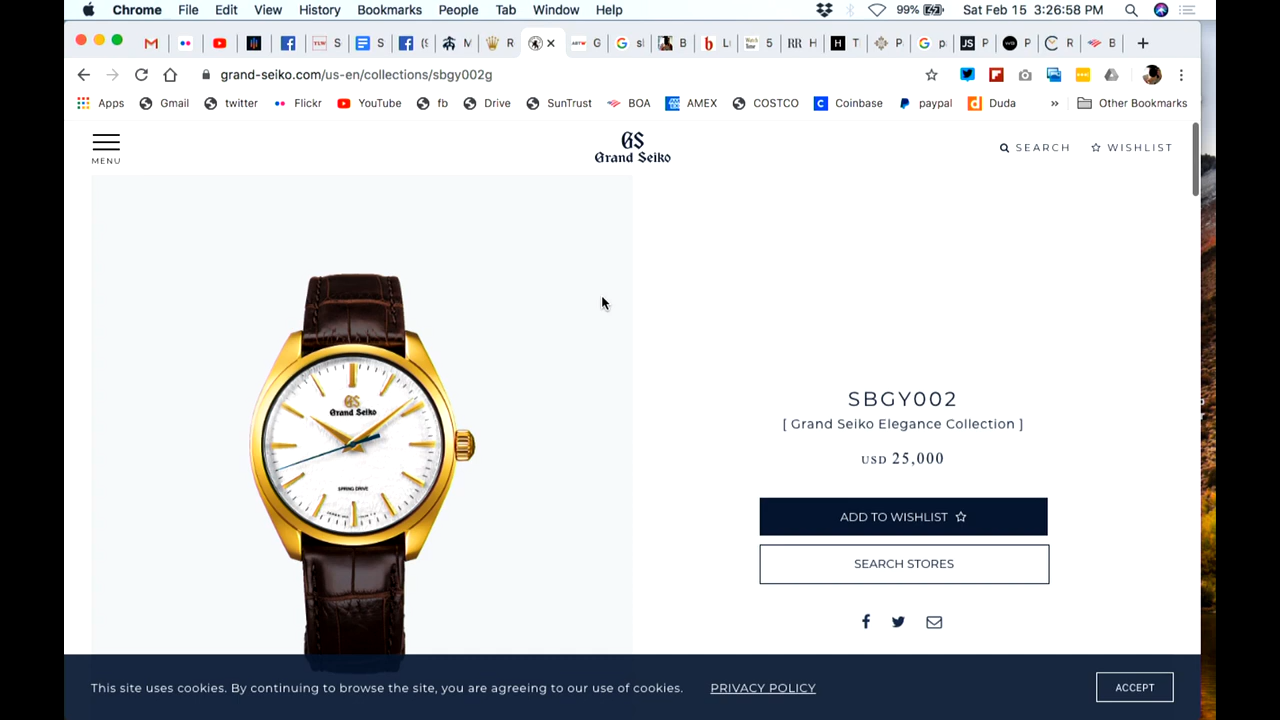 Chrome File Edit View History Bookmarks People Tab Window Help 99% Sat Feb 15 3:26:58 PM
grand-seiko.com/us-en/collections/sbgy002g
Apps Gmail twitter Flickr YouTube fb Drive SunTrust BOA AMEX COSTCO Coinbase paypal Duda » Other Bookmarks
MENU
GS
Grand Seiko
SEARCH WISHLIST
GS
Grand Seiko
SPRING DRIVE
SBGY002
[ Grand Seiko Elegance Collection ]
USD 25,000
ADD TO WISHLIST
SEARCH STORES
This site uses cookies. By continuing to browse the site, you are agreeing to our use of cookies. PRIVACY POLICY ACCEPT